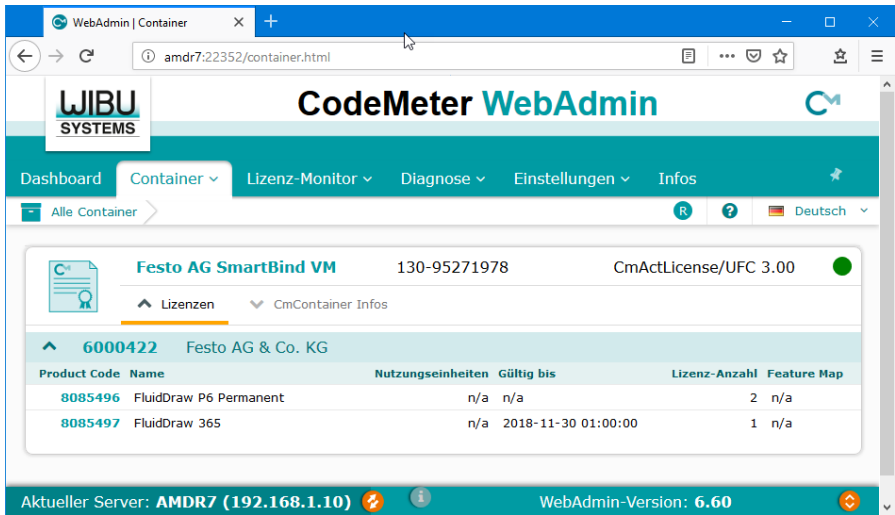 WebAdmin | Container
amdr7:22352/container.html
WIBU
SYSTEMS
CodeMeter WebAdmin
CM
Dashboard Container Lizenz-Monitor Diagnose Einstellungen Infos
Alle Container R ? Deutsch
Festo AG SmartBind VM 130-95271978 CmActLicense/UFC 3.00
Lizenzen CmContainer Infos
6000422 Festo AG & Co. KG
Product Code Name Nutzungseinheiten Gültig bis Lizenz-Anzahl Feature Map
8085496 FluidDraw P6 Permanent n/a n/a 2 n/a
8085497 FluidDraw 365 n/a 2018-11-30 01:00:00 1 n/a
Aktueller Server: AMDR7 (192.168.1.10) i WebAdmin-Version: 6.60